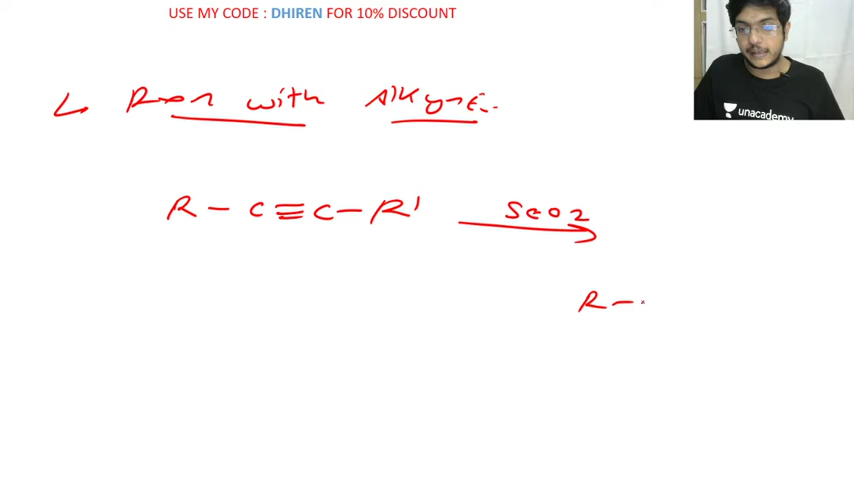 USE MY CODE : DHIREN FOR 10% DISCOUNT
unacademy
↳ Rxn with Alkyne.
R - C ≡ C - R' SeO2
R -